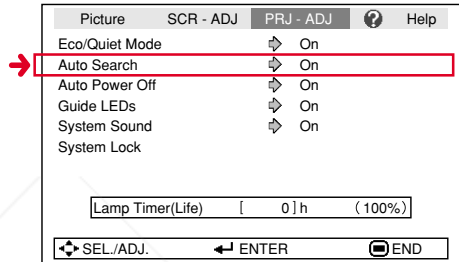 Picture SCR - ADJ PRJ - ADJ ? Help
Eco/Quiet Mode On
Auto Search On
Auto Power Off On
Guide LEDs On
System Sound On
System Lock
Lamp Timer(Life) [ 0 ] h (100%)
SEL./ADJ. ENTER END